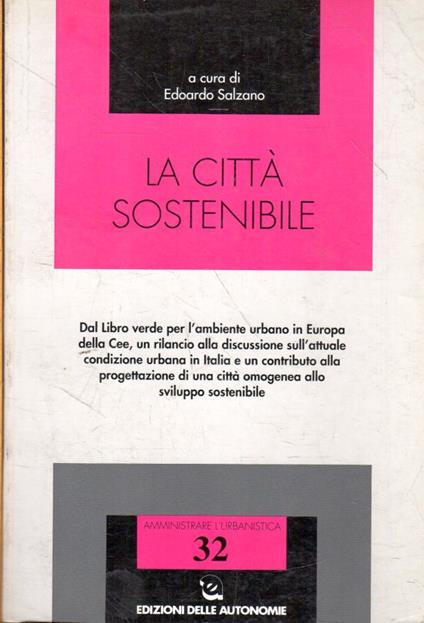 a cura di
Edoardo Salzano
LA CITTÀ
SOSTENIBILE
Dal Libro verde per l'ambiente urbano in Europa
della Cee, un rilancio alla discussione sull'attuale
condizione urbana in Italia e un contributo alla
progettazione di una città omogenea allo
sviluppo sostenibile
AMMINISTRARE L'URBANISTICA
32
EDIZIONI DELLE AUTONOMIE